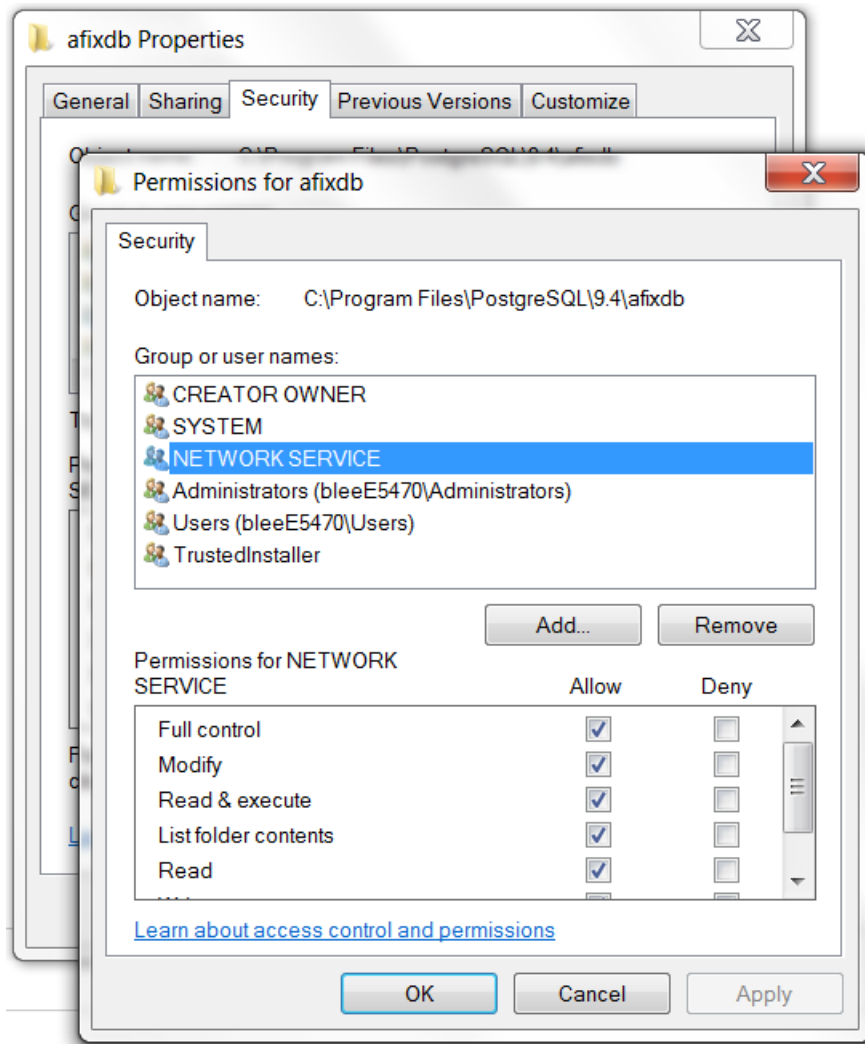 afixdb Properties
General Sharing Security Previous Versions Customize
Permissions for afixdb
Security
Object name: C:\Program Files\PostgreSQL\9.4\afixdb
Group or user names:
CREATOR OWNER
SYSTEM
NETWORK SERVICE
Administrators (bleeE5470\Administrators)
Users (bleeE5470\Users)
TrustedInstaller
Add... Remove
Permissions for NETWORK
SERVICE Allow Deny
Full control
Modify
Read & execute
List folder contents
Read
Learn about access control and permissions
OK Cancel Apply